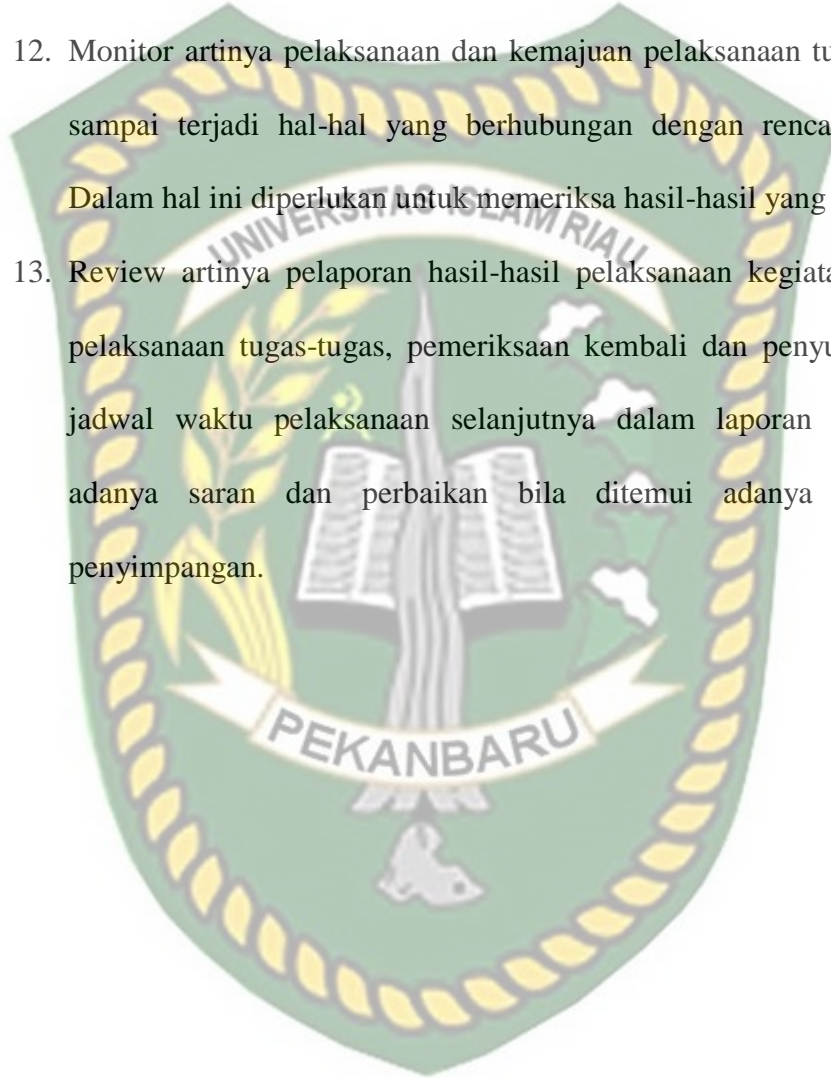 12. Monitor artinya pelaksanaan dan kemajuan pelaksanaan tu
sampai terjadi hal-hal yang berhubungan dengan renca
Dalam hal ini diperlukan untuk memeriksa hasil-hasil yang
UNIVERSITAS ISLAM RIAU
13. Review artinya pelaporan hasil-hasil pelaksanaan kegiata
pelaksanaan tugas-tugas, pemeriksaan kembali dan penyu
jadwal waktu pelaksanaan selanjutnya dalam laporan
adanya saran dan perbaikan bila ditemui adanya
penyimpangan.
PEKANBARU